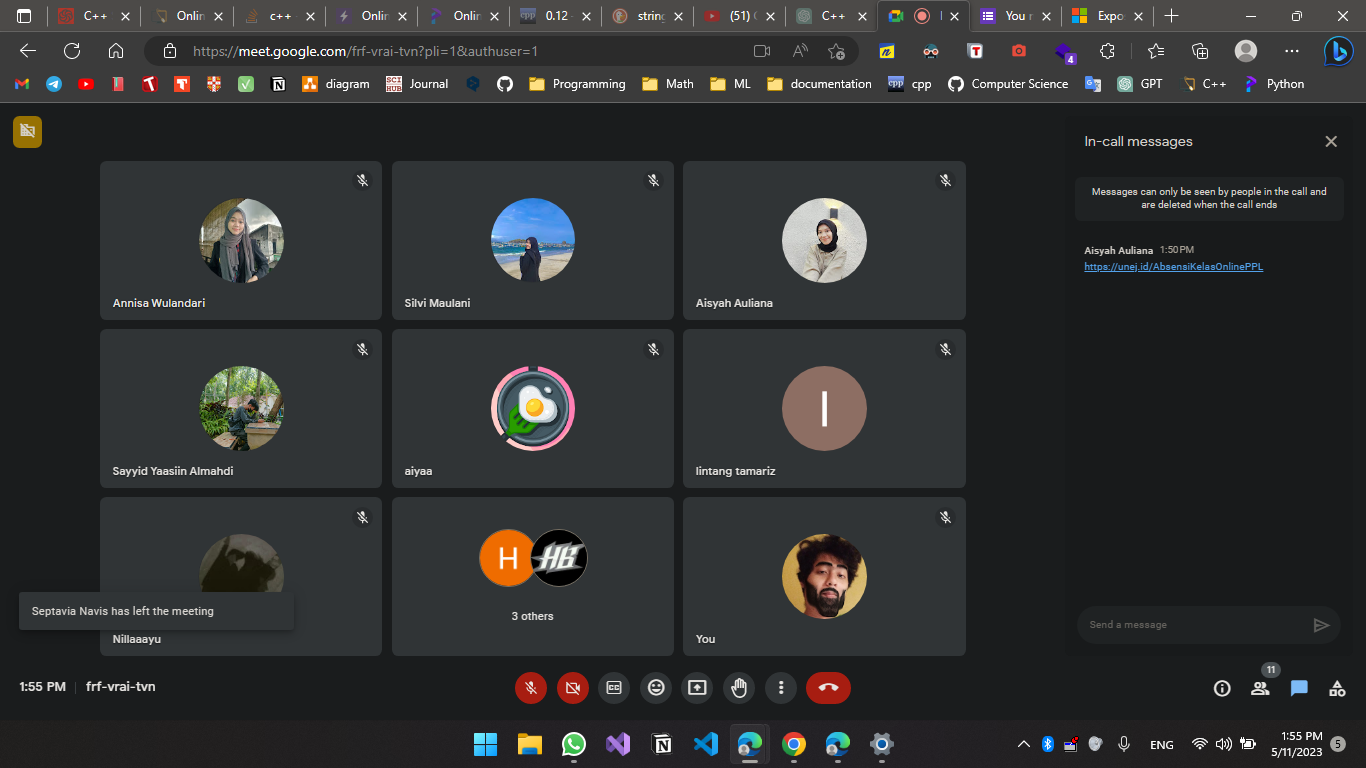 C++
Onlin
c++
Onlin
Onlin
0.12
string
(51) (
C++
You r
Expo
https://meet.google.com/frf-vrai-tvn?pli=1&authuser=1
4
diagram
SCI HUB
Journal
Programming
Math
ML
documentation
cpp
cpp
Computer Science
GPT
C++
Python
In-call messages
Messages can only be seen by people in the call and
are deleted when the call ends
Aisyah Auliana 1:50 PM
https://unej.id/AbsensiKelasOnlinePPL
Annisa Wulandari
Silvi Maulani
Aisyah Auliana
Sayyid Yaasiin Almahdi
aiyaa
I
lintang tamariz
H
HB
3 others
You
Septavia Navis has left the meeting
Nillaaayu
Send a message
1:55 PM | frf-vrai-tvn
11
ENG
1:55 PM
5/11/2023
5